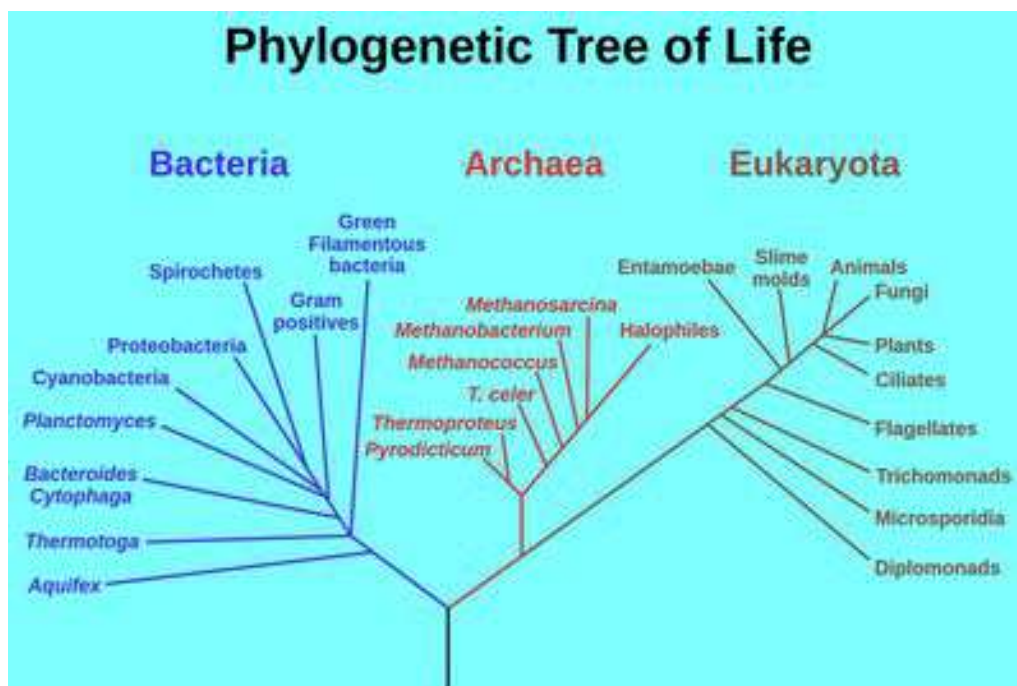 Phylogenetic Tree of Life
Bacteria
Archaea
Eukaryota
Green
Filamentous
bacteria
Spirochetes
Gram
positives
Proteobacteria
Cyanobacteria
Planctomyces
Bacteroides
Cytophaga
Thermotoga
Aquifex
Methanosarcina
Methanobacterium
Halophiles
Methanococcus
T. celer
Thermoproteus
Pyrodicticum
Entamoebae
Slime
molds
Animals
Fungi
Plants
Ciliates
Flagellates
Trichomonads
Microsporidia
Diplomonads